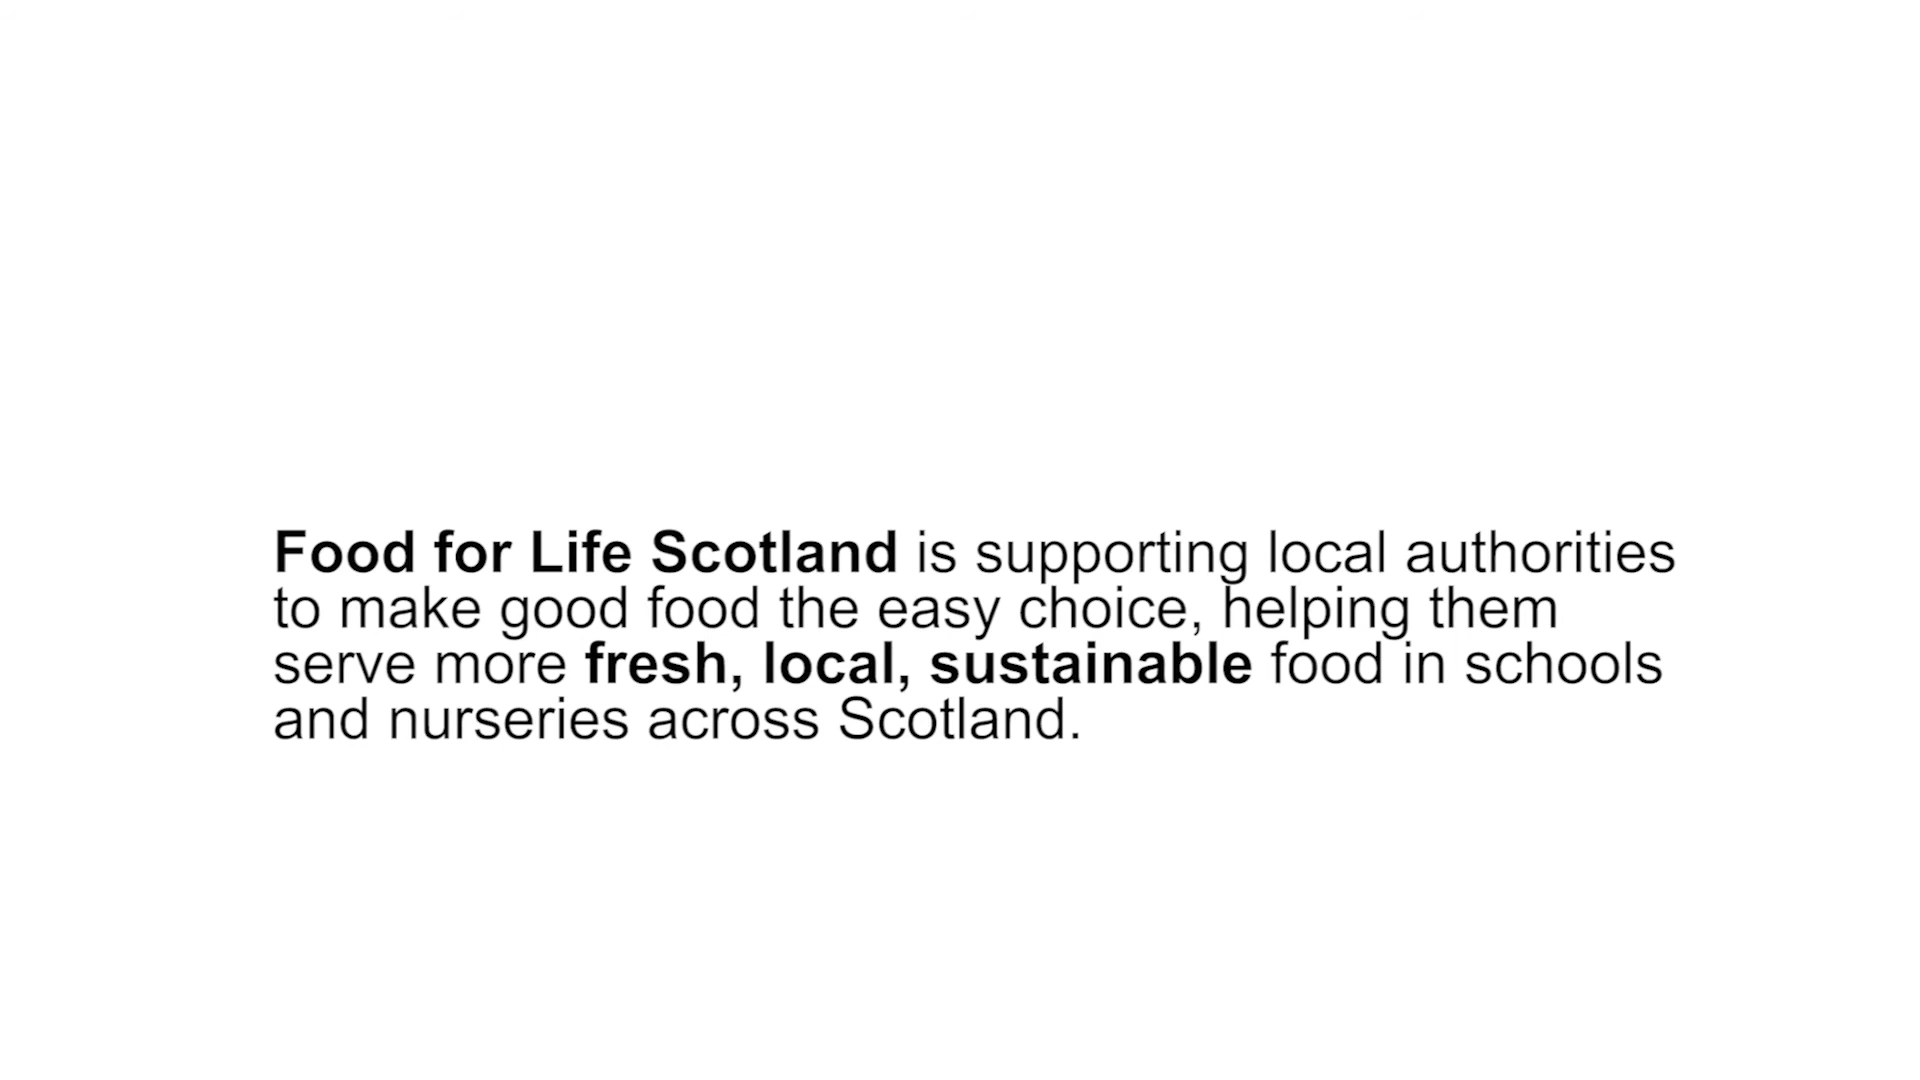 Food for Life Scotland is supporting local authorities
to make good food the easy choice, helping them
serve more fresh, local, sustainable food in schools
and nurseries across Scotland.